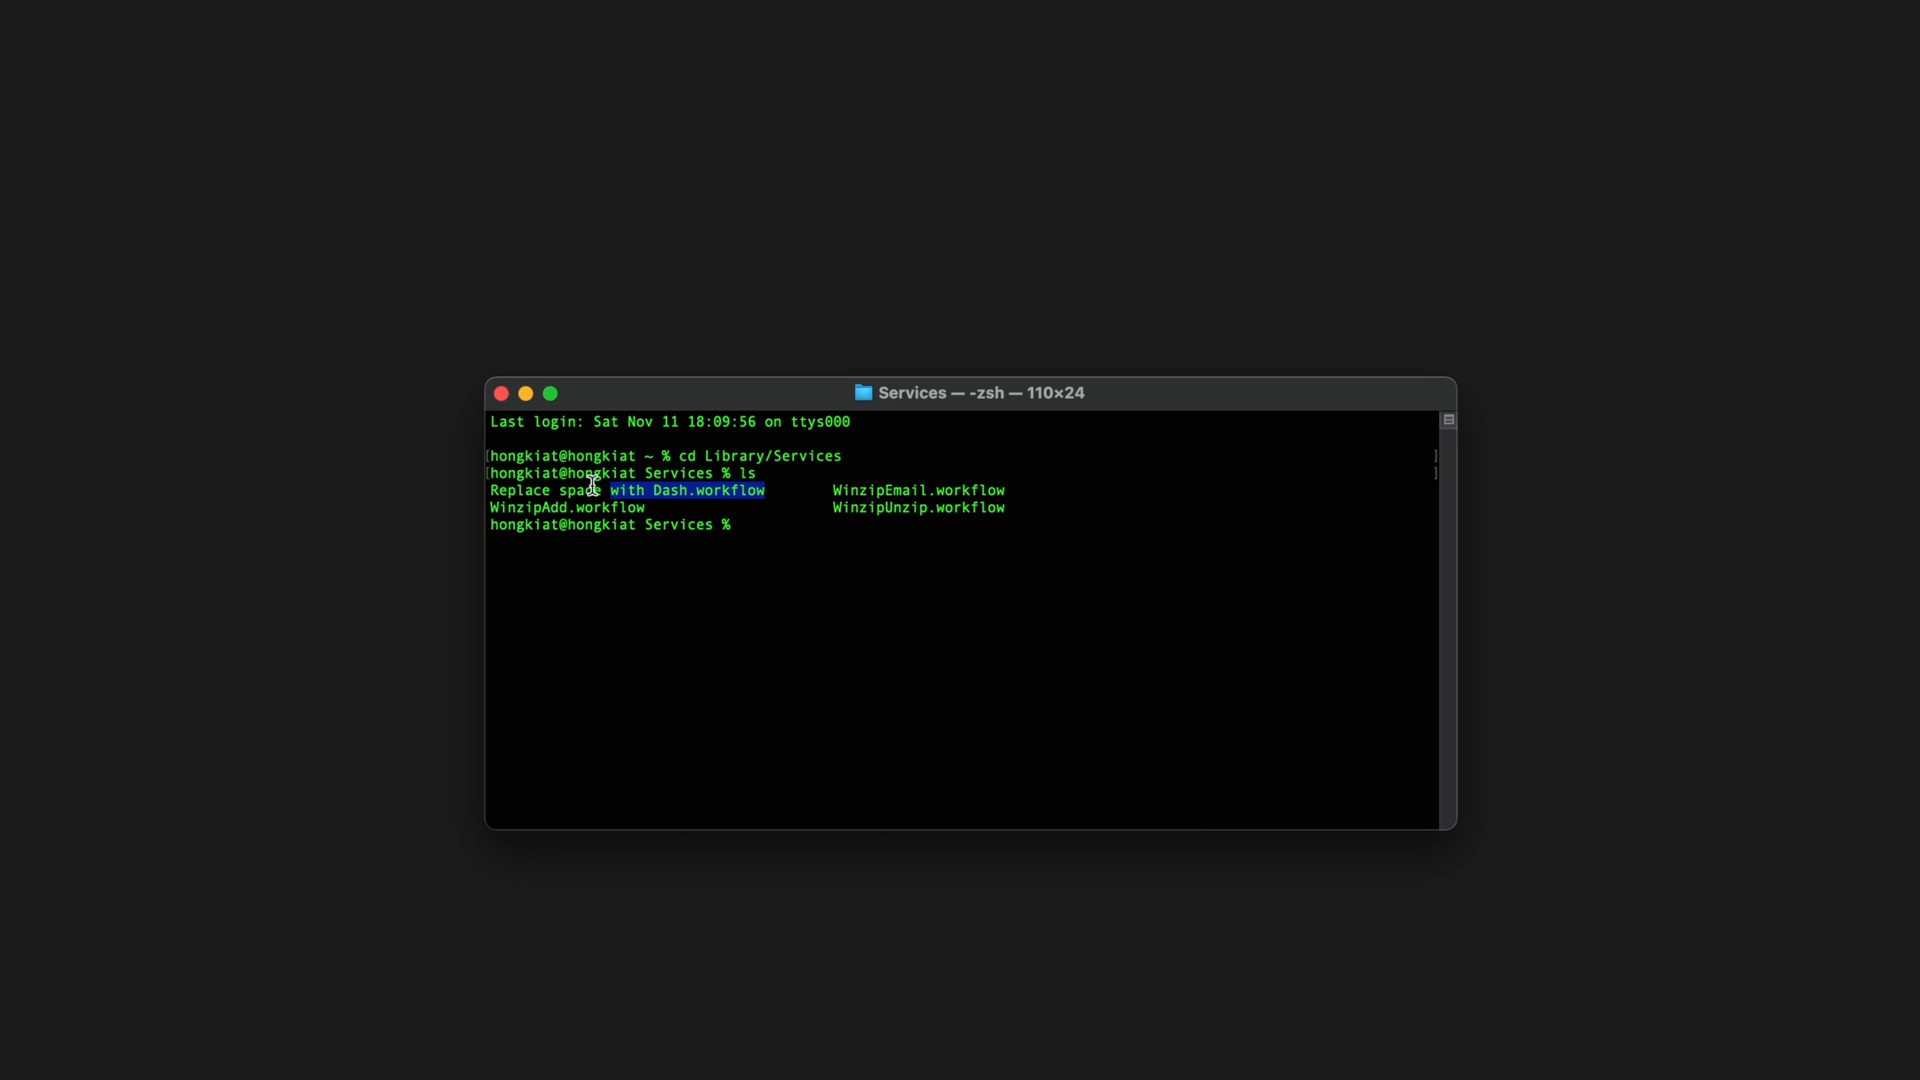 Services — -zsh — 110×24
Last login: Sat Nov 11 18:09:56 on ttys000
[hongkiat@hongkiat ~ % cd Library/Services ]
[hongkiat@hongkiat Services % ls ]
Replace space with Dash.workflow WinzipEmail.workflow
WinzipAdd.workflow WinzipUnzip.workflow
hongkiat@hongkiat Services %